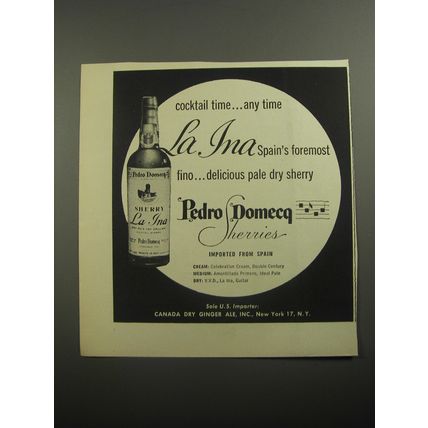 cocktail time...any time
La Ina Spain's foremost
fino...delicious pale dry sherry
Pedro Domecq
Sherries
IMPORTED FROM SPAIN
CREAM: Celebration Cream, Double Century
MEDIUM: Amontillado Primero, Ideal Pale
DRY: V.V.D., La Ina, Guitar
Sole U.S. Importer:
CANADA DRY GINGER ALE, INC., New York 17, N.Y.
Pedro Domecq
SHERRY
La Ina
Pedro Domecq